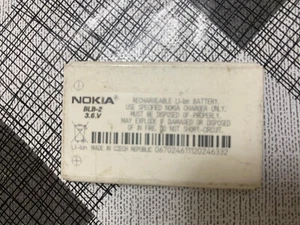 NOKIA
BLB-2
3.6 V
RECHARGEABLE Li-Ion BATTERY.
USE SPECIFIED NOKIA CHARGER ONLY.
MUST BE DISPOSED OF PROPERLY.
MAY EXPLODE IF DAMAGED OR DISPOSED
OF IN FIRE. DO NOT SHORT-CIRCUIT.
Li-Ion MADE IN CZECH REPUBLIC